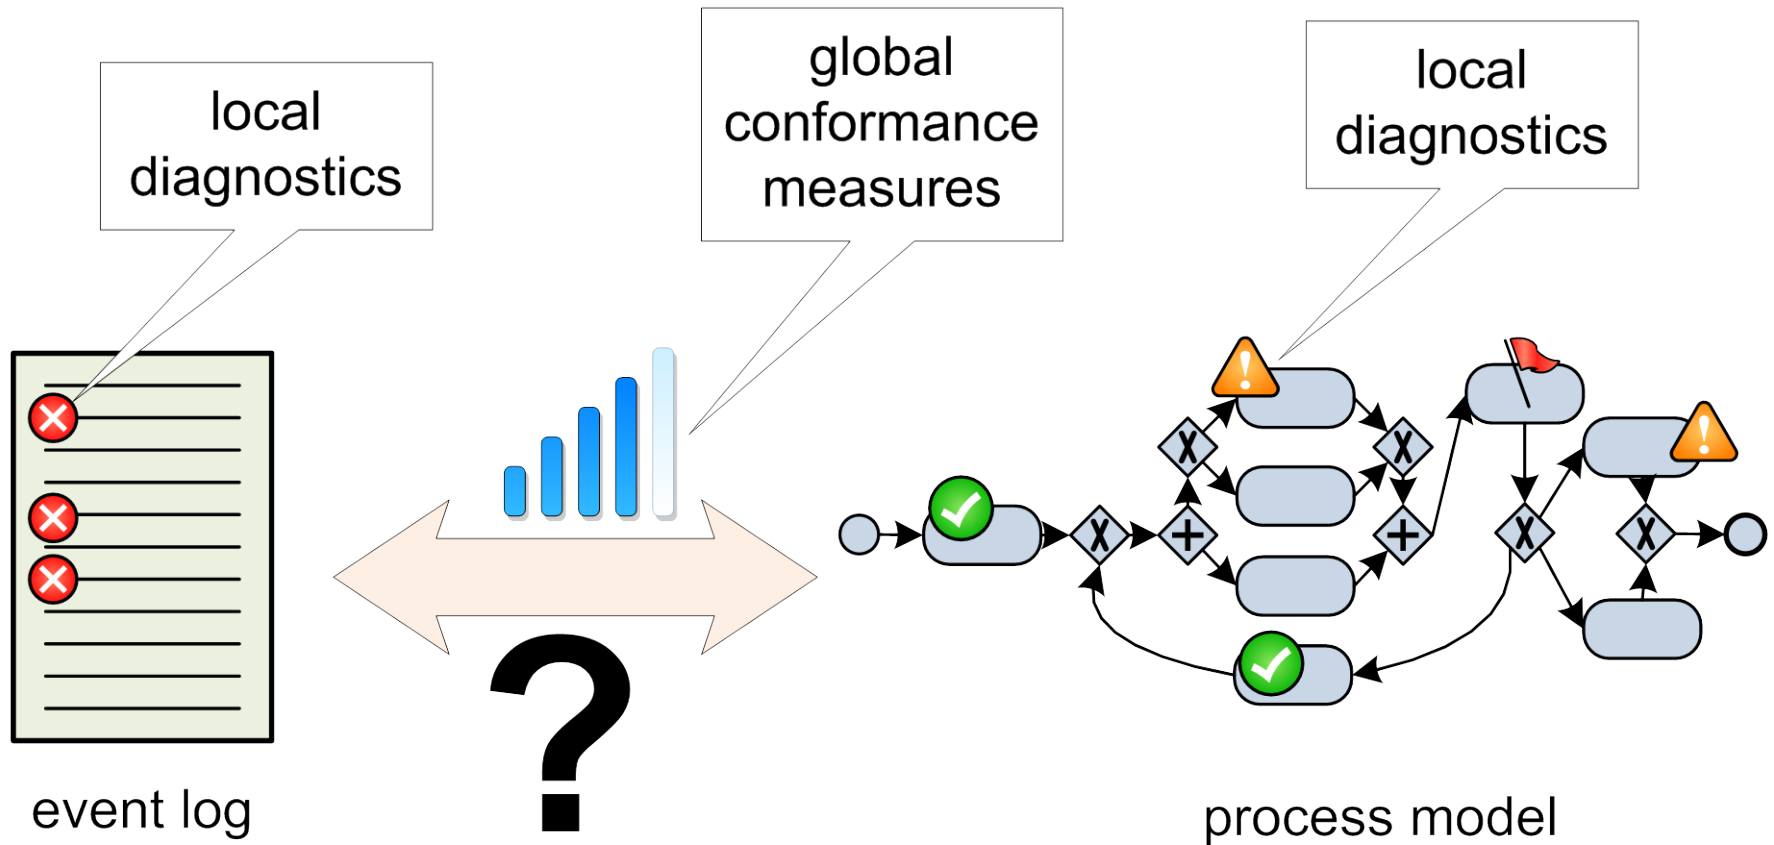 local
diagnostics
global
conformance
measures
local
diagnostics
?
event log
process model